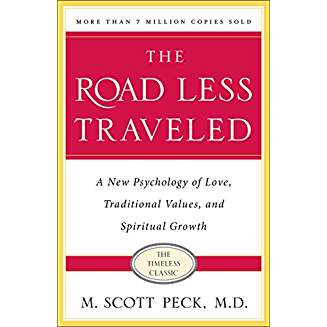 MORE THAN 7 MILLION COPIES SOLD
THE
ROAD LESS
TRAVELED
A New Psychology of Love,
Traditional Values, and
Spiritual Growth
THE
TIMELESS
CLASSIC
M. SCOTT PECK, M.D.